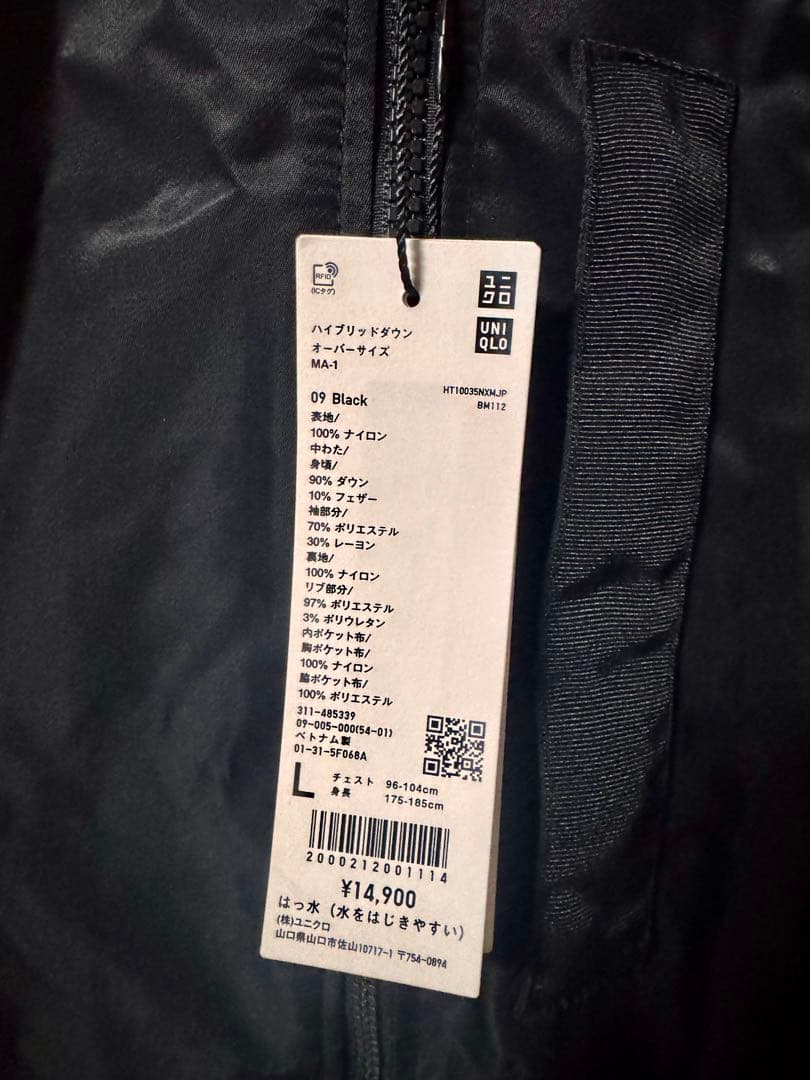 RFID
(ICタグ)
ユニ
クロ
UNI
QLO
ハイブリッドダウン
オーバーサイズ
MA-1
HT10035NXMJP
BM112
09 Black
表地/
100% ナイロン
中わた/
身頃/
90% ダウン
10% フェザー
袖部分/
70% ポリエステル
30% レーヨン
裏地/
100% ナイロン
リブ部分/
97% ポリエステル
3% ポリウレタン
内ポケット布/
胸ポケット布/
100% ナイロン
脇ポケット布/
100% ポリエステル
311-485339
09-005-000(54-01)
ベトナム製
01-31-5F068A
L チェスト 96-104cm
身長 175-185cm
2000212001114
¥14,900
はっ水 (水をはじきやすい)
(株)ユニクロ
山口県山口市佐山10717-1 〒754-0894